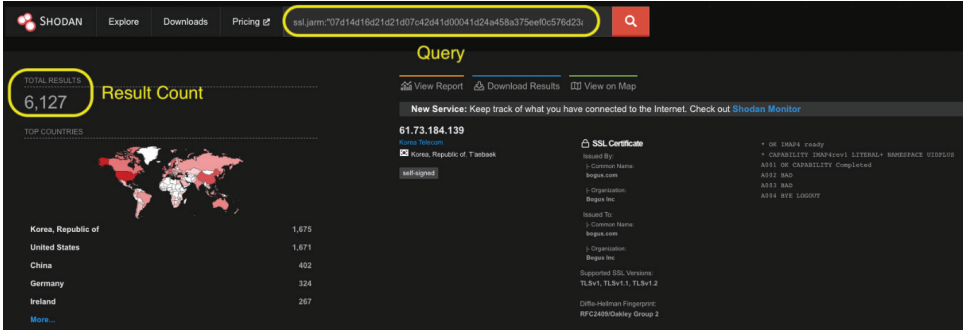 SHODAN Explore Downloads Pricing ssl.jarm:"07d14d16d21d21d07c42d41d00041d24a458a375eef0c576d23a
Query
TOTAL RESULTS
6,127
Result Count
TOP COUNTRIES
Korea, Republic of 1,675
United States 1,671
China 402
Germany 324
Ireland 267
More...
View Report Download Results View on Map
New Service: Keep track of what you have connected to the Internet. Check out Shodan Monitor
61.73.184.139
Korea Telecom
Korea, Republic of, T'aebaek
self-signed
SSL Certificate
Issued By:
|- Common Name:
bogus.com
|- Organization:
Bogus Inc
Issued To:
|- Common Name:
bogus.com
|- Organization:
Bogus Inc
Supported SSL Versions:
TLSv1, TLSv1.1, TLSv1.2
Diffie-Hellman Fingerprint:
RFC2409/Oakley Group 2
* OK IMAP4 ready
* CAPABILITY IMAP4rev1 LITERAL+ NAMESPACE UIDPLUS
A001 OK CAPABILITY Completed
A002 BAD
A003 BAD
A004 BYE LOGOUT